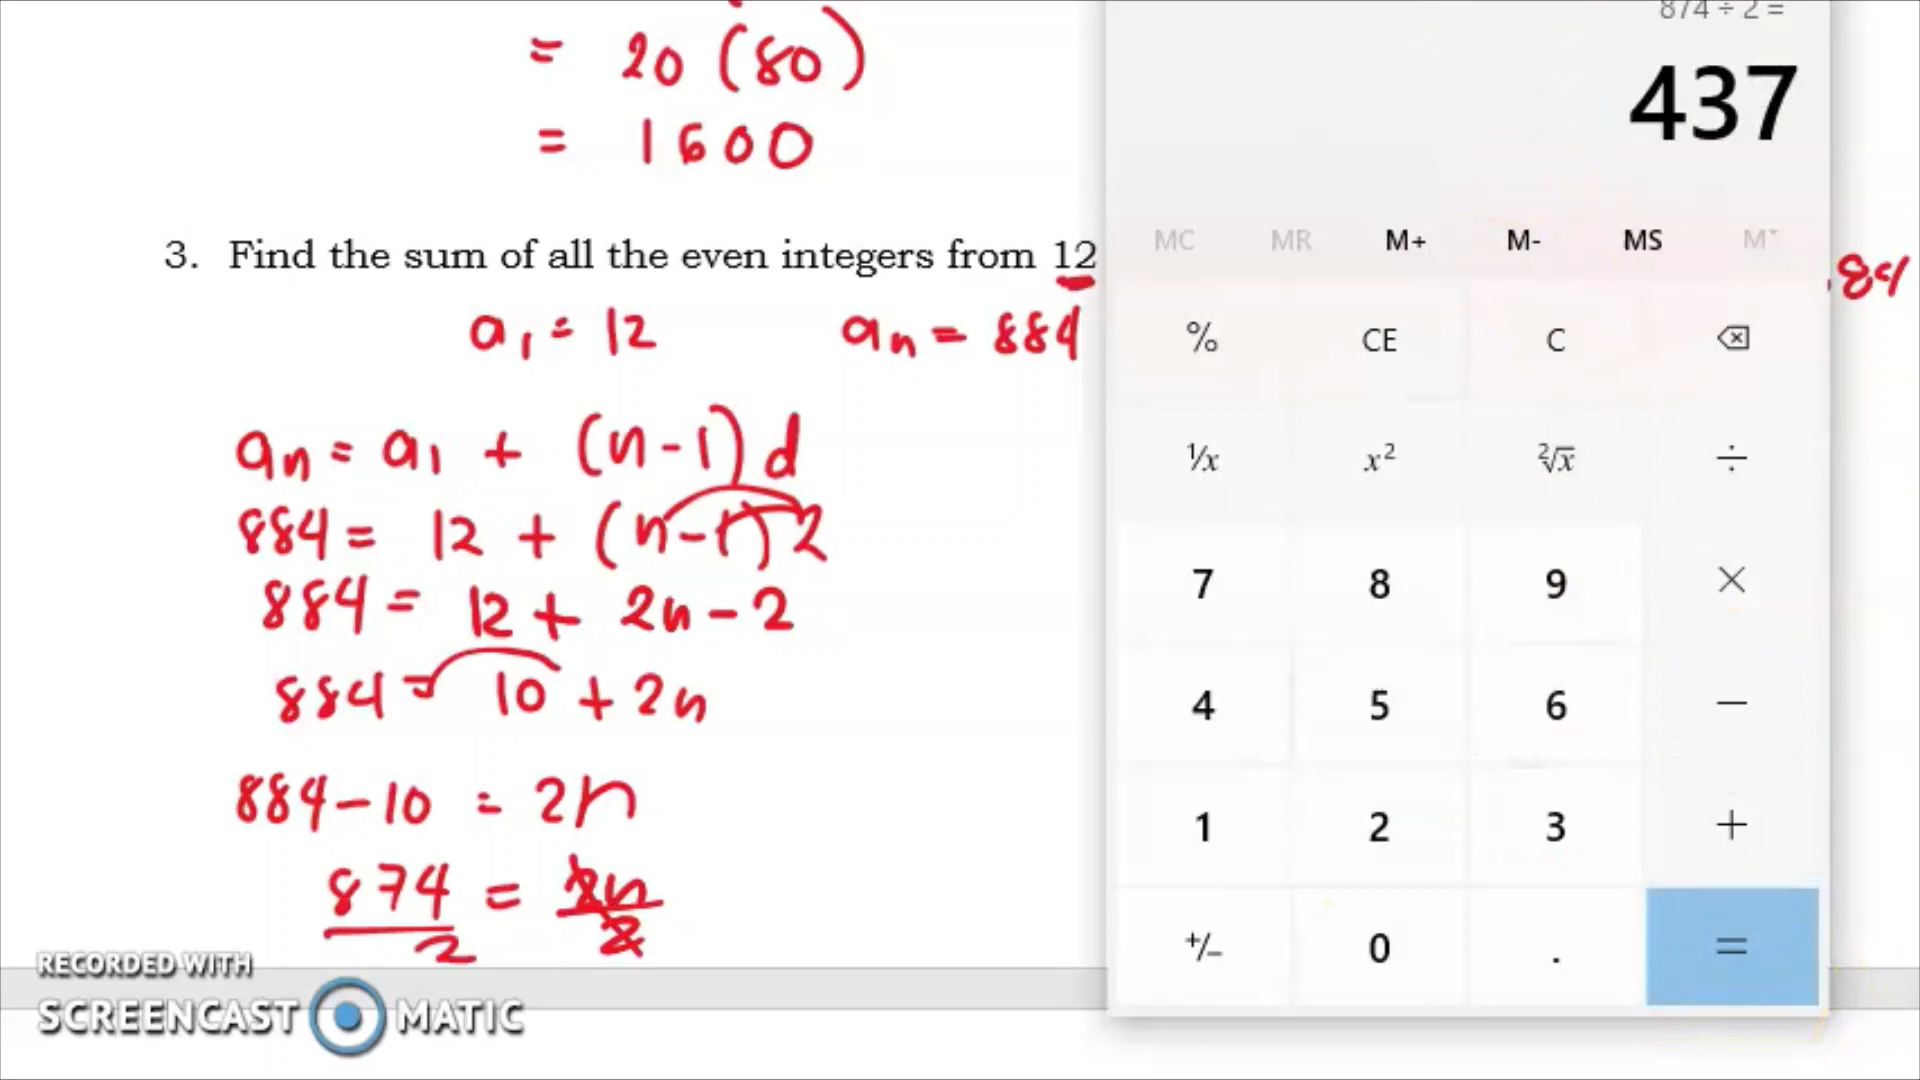 = 20 (80)
= 1600
3. Find the sum of all the even integers from 12
a1 = 12 an = 884
an = a1 + (n-1)d
884 = 12 + (n-1)2
884 = 12 + 2n-2
884 = 10 + 2n
884-10 = 2n
874/2 = 2n/2
RECORDED WITH
SCREENCAST MATIC
874 ÷ 2 =
437
MC MR M+ M- MS M˅
% CE C
⅟x x² ²√x ÷
7 8 9 ×
4 5 6 −
1 2 3 +
+/− 0 . =
84